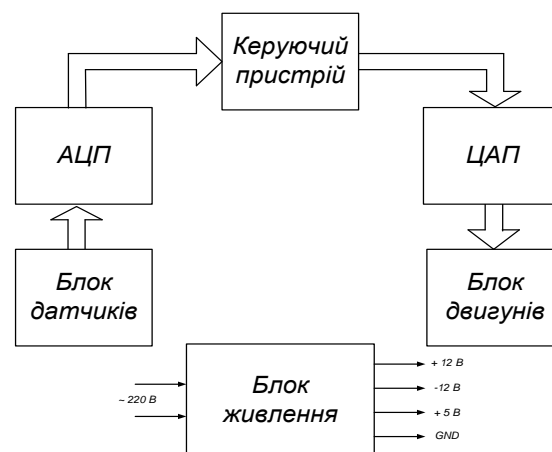 Керуючий
пристрій
АЦП
ЦАП
Блок
датчиків
Блок
двигунів
Блок
живлення
~ 220 В
+ 12 В
-12 В
+ 5 В
GND